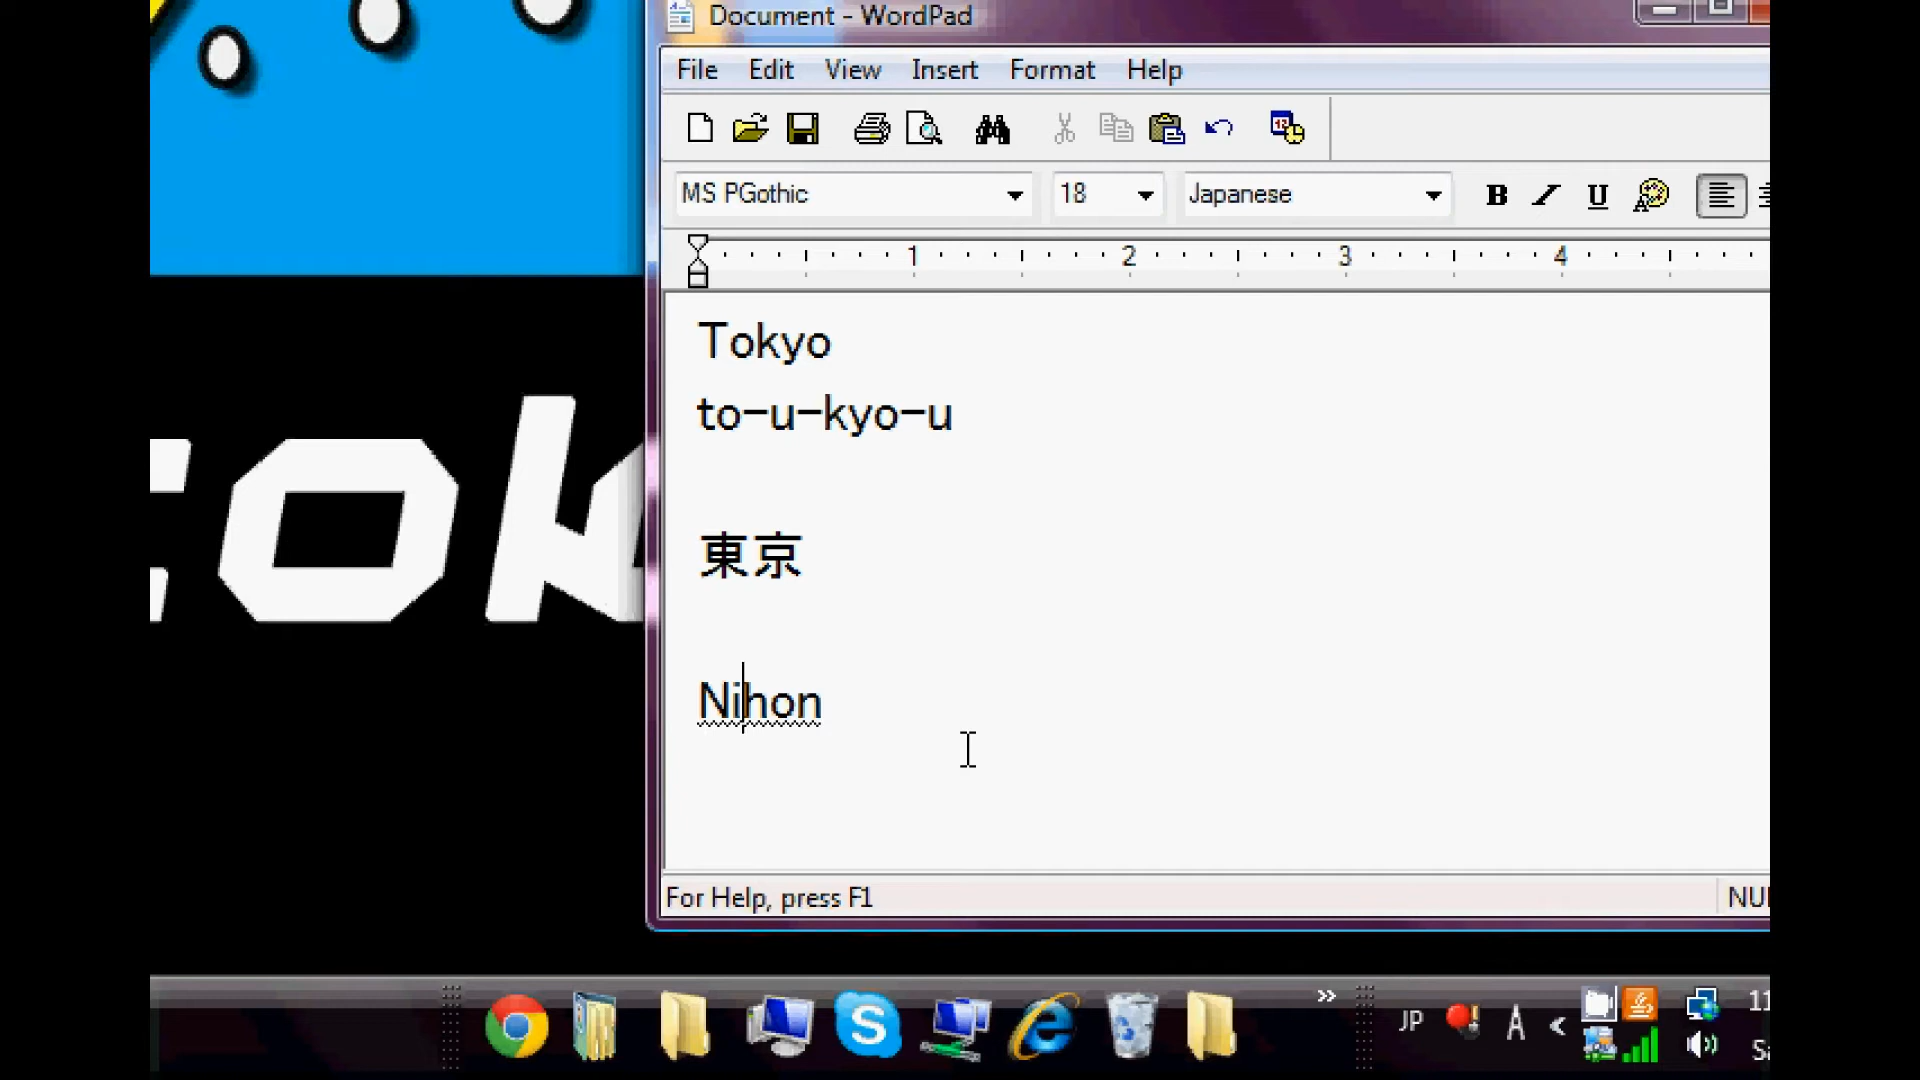 Document - WordPad
File Edit View Insert Format Help
MS PGothic 18 Japanese B I U
1 2 3 4
Tokyo
to-u-kyo-u
東京
Nihon
For Help, press F1
JP A